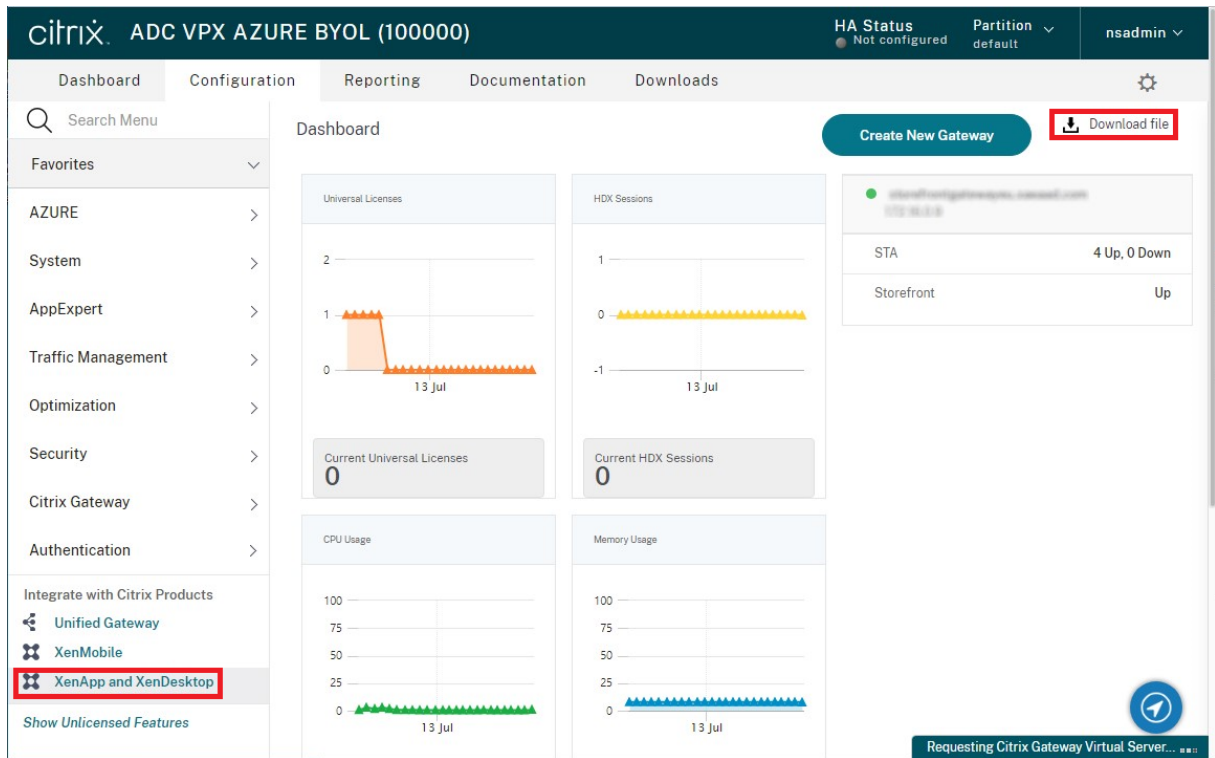 citrix ADC VPX AZURE BYOL (100000)
HA Status
Not configured
Partition
default
nsadmin
Dashboard Configuration Reporting Documentation Downloads
Search Menu
Favorites
AZURE
System
AppExpert
Traffic Management
Optimization
Security
Citrix Gateway
Authentication
Integrate with Citrix Products
Unified Gateway
XenMobile
XenApp and XenDesktop
Show Unlicensed Features
Dashboard
Create New Gateway
Download file
Universal Licenses
2
1
0
13 Jul
Current Universal Licenses
0
HDX Sessions
1
0
-1
13 Jul
Current HDX Sessions
0
STA 4 Up, 0 Down
Storefront Up
CPU Usage
100
75
50
25
0
13 Jul
Memory Usage
100
75
50
25
0
13 Jul
Requesting Citrix Gateway Virtual Server...